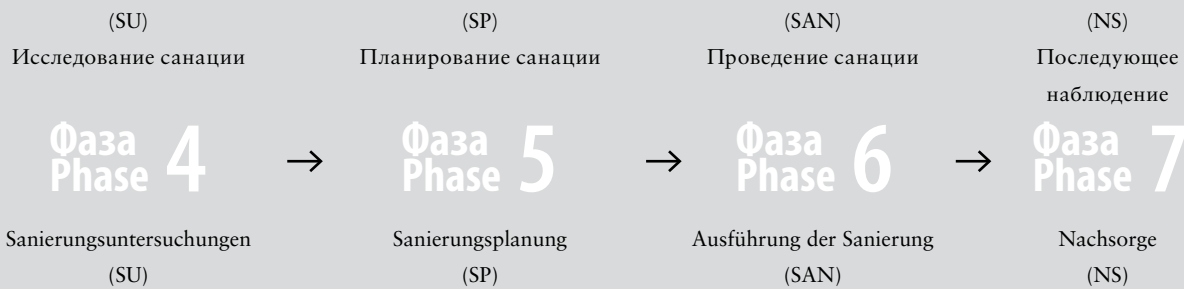 (SU)
Исследование санации
Фаза
Phase 4
Sanierungsuntersuchungen
(SU)
(SP)
Планирование санации
Фаза
Phase 5
Sanierungsplanung
(SP)
(SAN)
Проведение санации
Фаза
Phase 6
Ausführung der Sanierung
(SAN)
(NS)
Последующее
наблюдение
Фаза
Phase 7
Nachsorge
(NS)